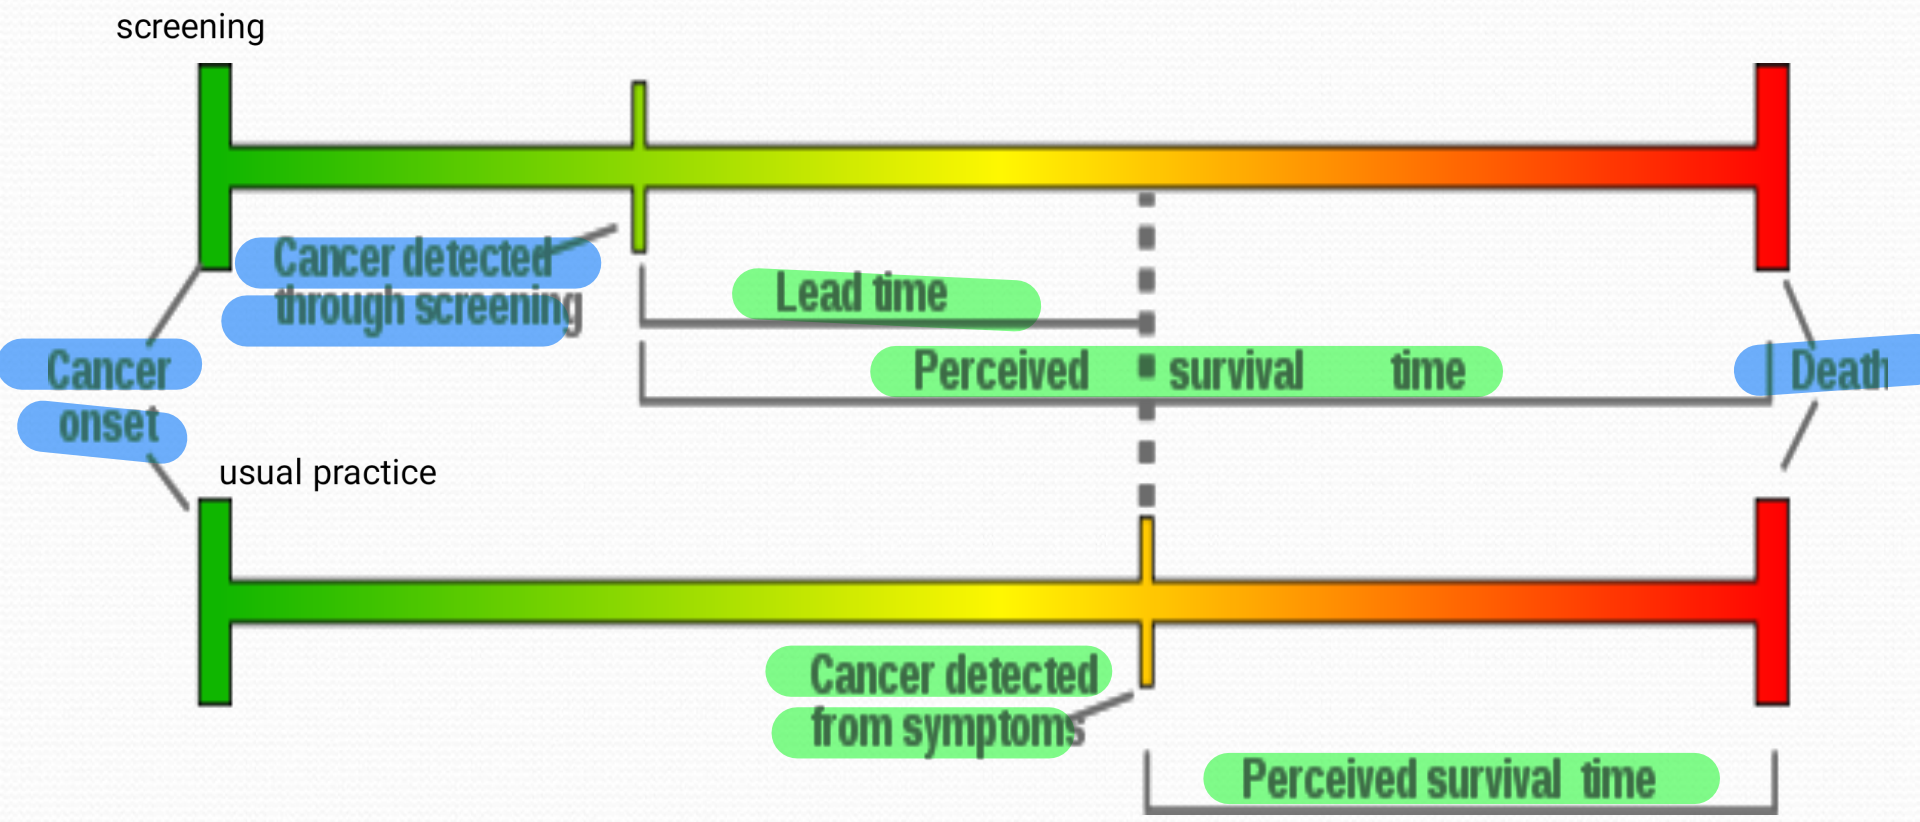 screening
Cancer detected
through screening
Lead time
Cancer
onset
Perceived survival time
Death
usual practice
Cancer detected
from symptoms
Perceived survival time